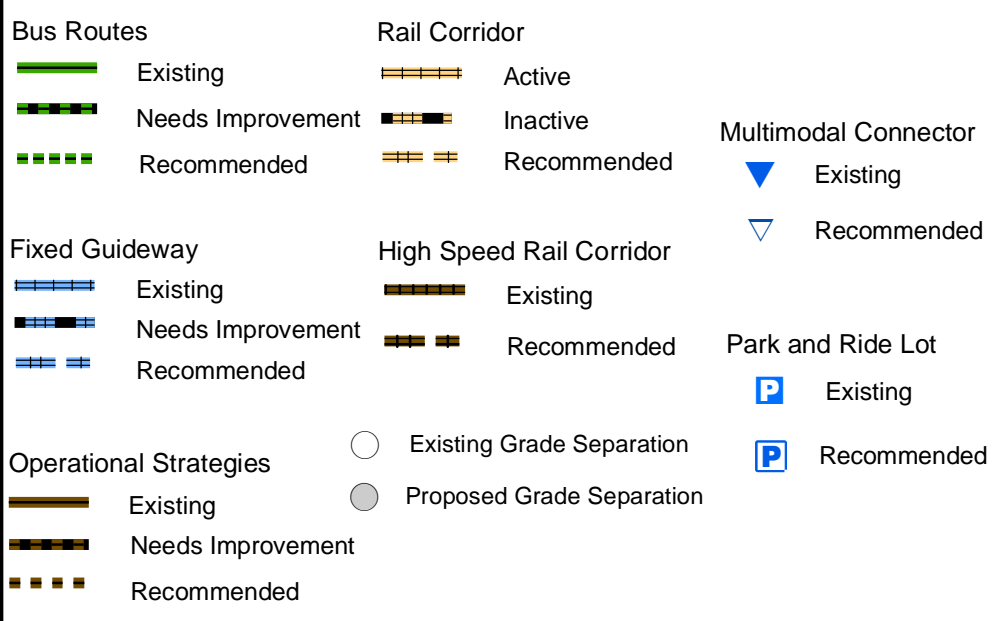 Bus Routes
Existing
Needs Improvement
Recommended
Fixed Guideway
Existing
Needs Improvement
Recommended
Operational Strategies
Existing
Needs Improvement
Recommended
Rail Corridor
Active
Inactive
Recommended
High Speed Rail Corridor
Existing
Recommended
Existing Grade Separation
Proposed Grade Separation
Multimodal Connector
Existing
Recommended
Park and Ride Lot
P Existing
P Recommended